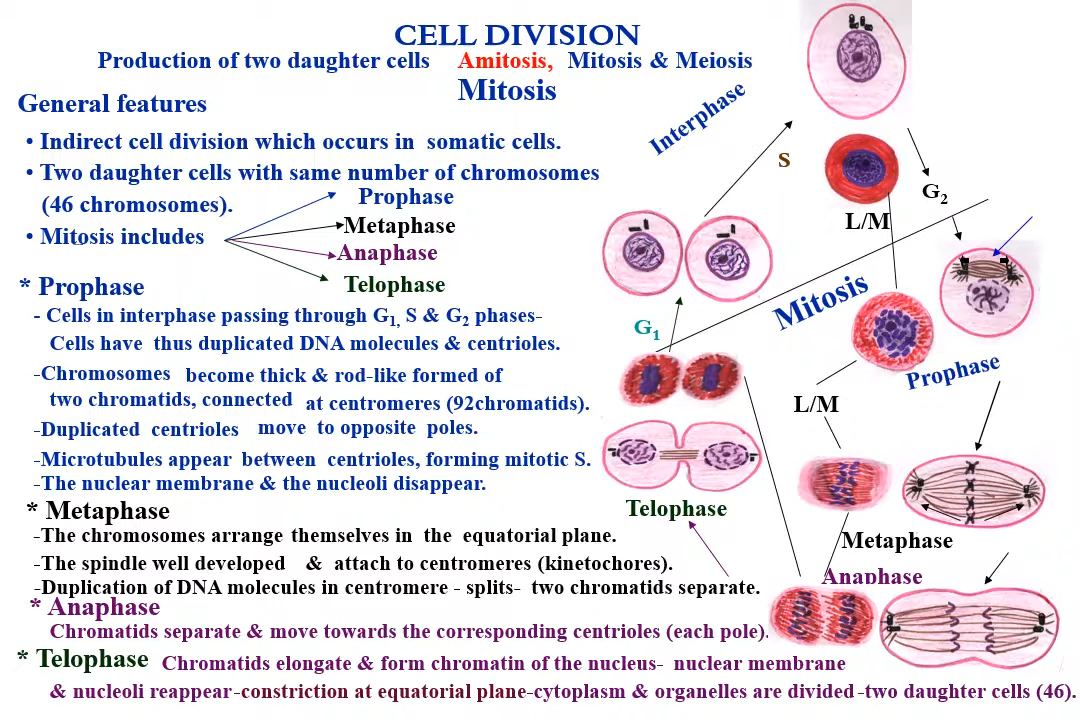 CELL DIVISION
Production of two daughter cells Amitosis, Mitosis & Meiosis
Mitosis
General features
• Indirect cell division which occurs in somatic cells.
• Two daughter cells with same number of chromosomes
(46 chromosomes).
• Mitosis includes
Prophase
Metaphase
Anaphase
Telophase
* Prophase
- Cells in interphase passing through G1, S & G2 phases-
Cells have thus duplicated DNA molecules & centrioles.
-Chromosomes become thick & rod-like formed of
two chromatids, connected at centromeres (92chromatids).
-Duplicated centrioles move to opposite poles.
-Microtubules appear between centrioles, forming mitotic S.
-The nuclear membrane & the nucleoli disappear.
* Metaphase
-The chromosomes arrange themselves in the equatorial plane.
-The spindle well developed & attach to centromeres (kinetochores).
-Duplication of DNA molecules in centromere - splits- two chromatids separate.
* Anaphase
Chromatids separate & move towards the corresponding centrioles (each pole).
* Telophase Chromatids elongate & form chromatin of the nucleus- nuclear membrane
& nucleoli reappear-constriction at equatorial plane-cytoplasm & organelles are divided-two daughter cells (46).
Interphase
S
G2
L/M
Mitosis
G1
Prophase
L/M
Telophase
Metaphase
Anaphase